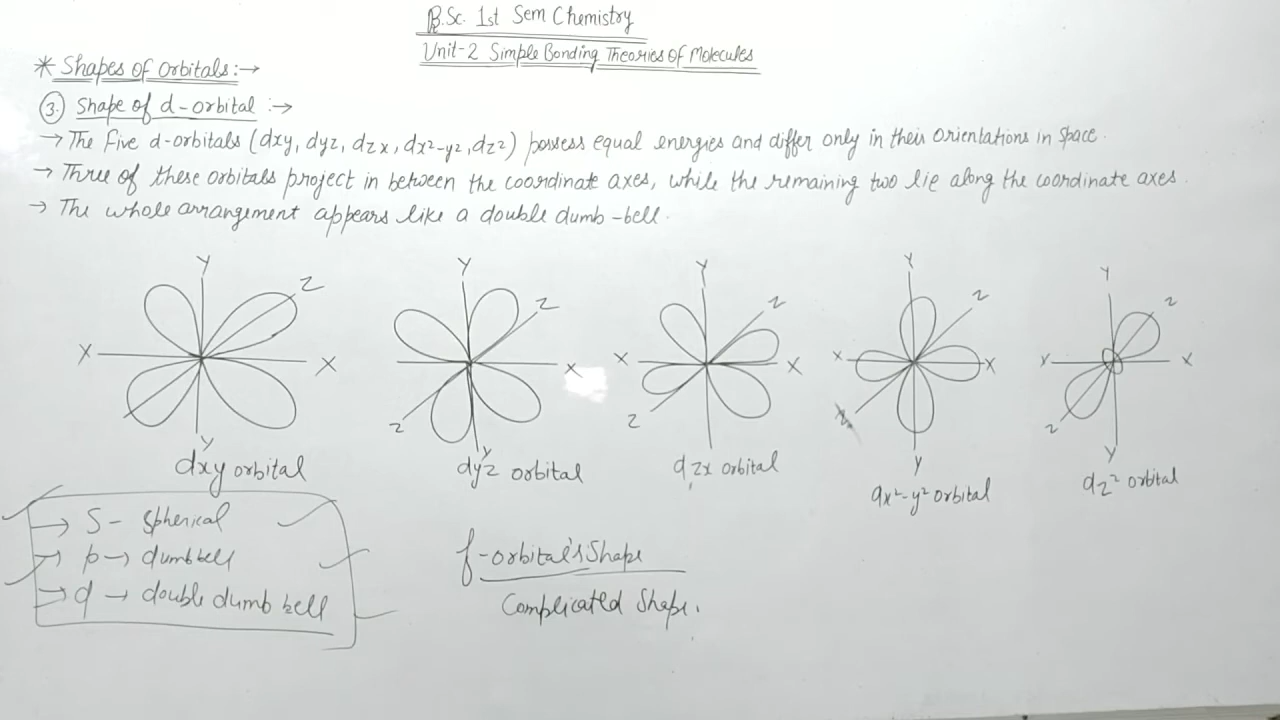 B.Sc. 1st Sem Chemistry
Unit-2 Simple Bonding Theories of Molecules
* Shapes of Orbitals:→
3. Shape of d-orbital :→
→ The five d-orbitals (dxy, dyz, dzx, dx²-y², dz²) possess equal energies and differ only in their orientations in space.
→ Three of these orbitals project in between the coordinate axes, while the remaining two lie along the coordinate axes.
→ The whole arrangement appears like a double dumb-bell.
Y Y Y Y Y
Z Z Z Z Z
X X X X X X X X X
Z Z Z
Y Y Y Y
dxy orbital dyz orbital dzx orbital dx²-y² orbital dz² orbital
→ S - Spherical
→ p → dumbbell
→ d → double dumb bell
f-orbital's Shape
Complicated Shape.